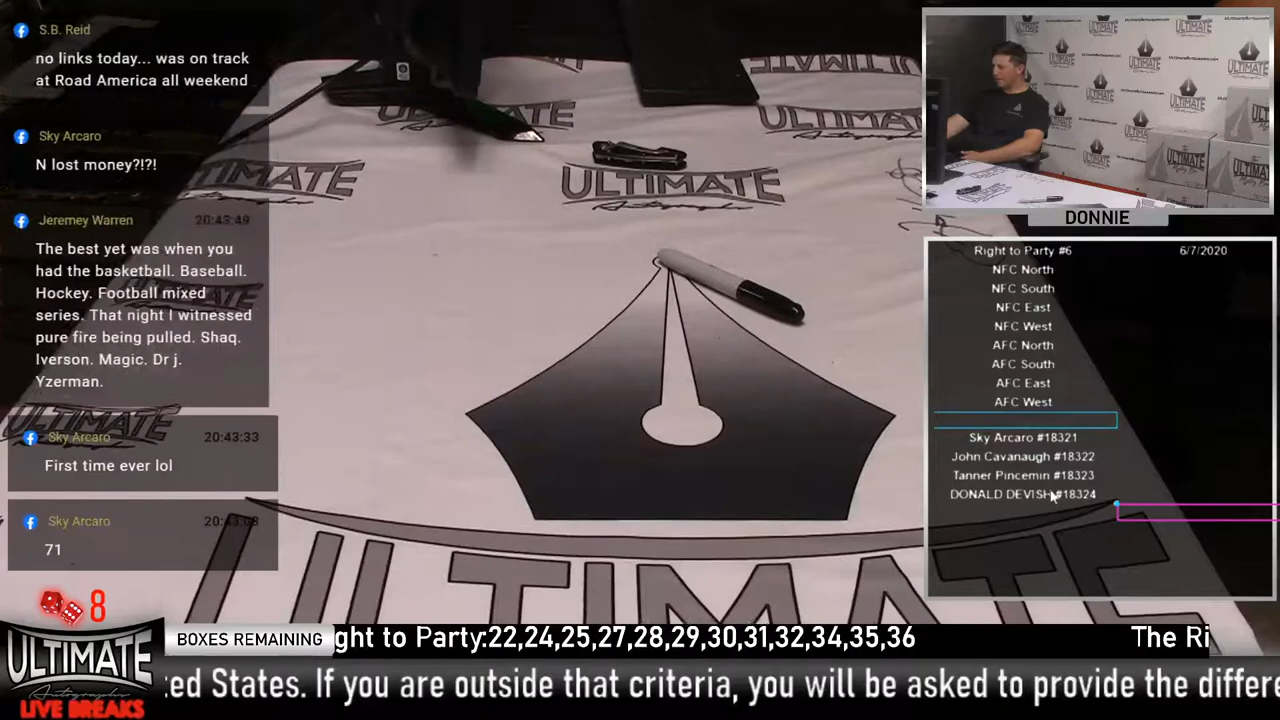 S.B. Reid
no links today... was on track
at Road America all weekend
Sky Arcaro
N lost money?!?!
Jeremey Warren 20:43:49
The best yet was when you
had the basketball. Baseball.
Hockey. Football mixed
series. That night I witnessed
pure fire being pulled. Shaq.
Iverson. Magic. Dr j.
Yzerman.
Sky Arcaro 20:43:33
First time ever lol
Sky Arcaro
71
8
ULTIMATE
Autographs
LIVE BREAKS
ULTIMATE
Autographs
ULTIMATE
ULTIMATE
ULTIMATE
ULTIMATE
DONNIE
Right to Party #6 6/7/2020
NFC North
NFC South
NFC East
NFC West
AFC North
AFC South
AFC East
AFC West
Sky Arcaro #18321
John Cavanaugh #18322
Tanner Pincemin #18323
DONALD DEVISH #18324
BOXES REMAINING
ght to Party:22,24,25,27,28,29,30,31,32,34,35,36 The Ri
ed States. If you are outside that criteria, you will be asked to provide the differe